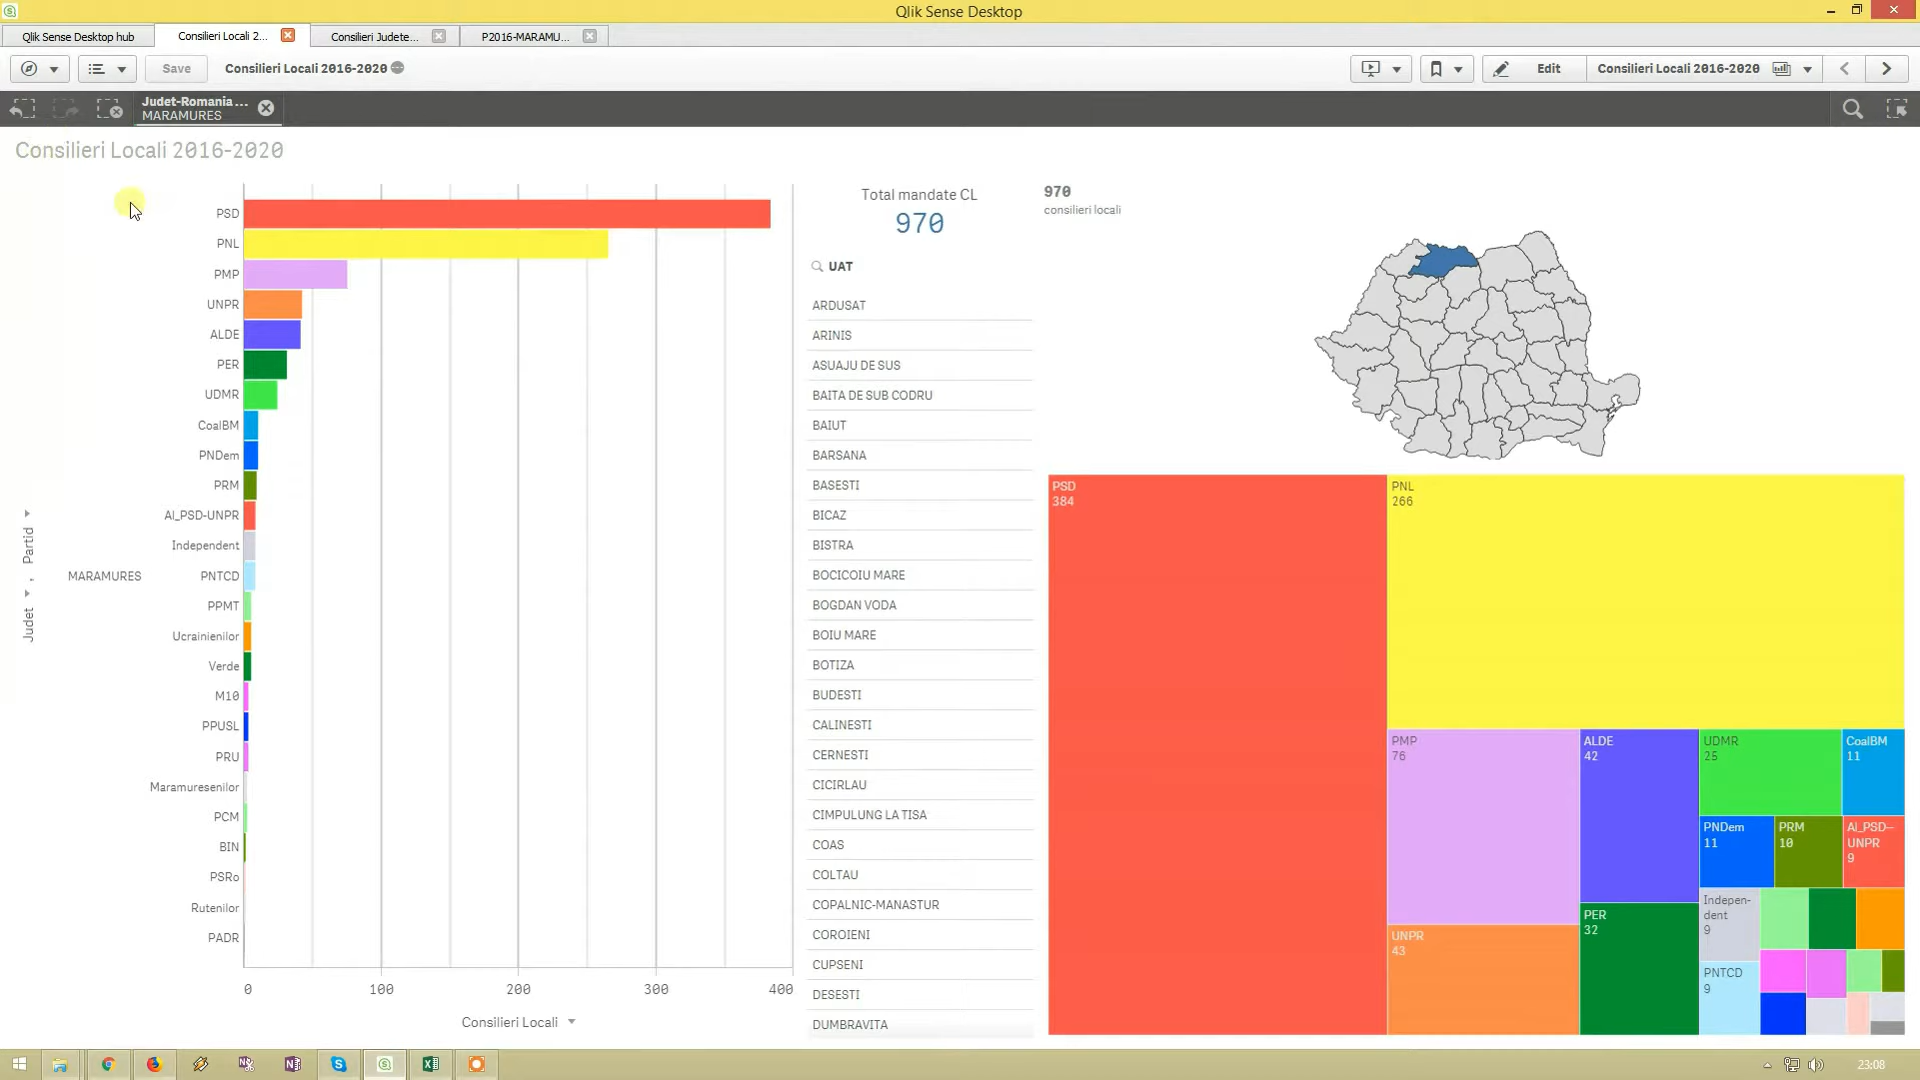 Qlik Sense Desktop
Qlik Sense Desktop hub
Consilieri Locali 2...
Consilieri Judete...
P2016-MARAMU...
Save
Consilieri Locali 2016-2020
Edit
Consilieri Locali 2016-2020
Judet-Romania ...
MARAMURES
Consilieri Locali 2016-2020
Partid
Judet
MARAMURES
PSD
PNL
PMP
UNPR
ALDE
PER
UDMR
CoalBM
PNDem
PRM
Al_PSD-UNPR
Independent
PNTCD
PPMT
Ucrainienilor
Verde
M10
PPUSL
PRU
Maramuresenilor
PCM
BIN
PSRo
Rutenilor
PADR
0
100
200
300
400
Consilieri Locali
Total mandate CL
970
UAT
ARDUSAT
ARINIS
ASUAJU DE SUS
BAITA DE SUB CODRU
BAIUT
BARSANA
BASESTI
BICAZ
BISTRA
BOCICOIU MARE
BOGDAN VODA
BOIU MARE
BOTIZA
BUDESTI
CALINESTI
CERNESTI
CICIRLAU
CIMPULUNG LA TISA
COAS
COLTAU
COPALNIC-MANASTUR
COROIENI
CUPSENI
DESESTI
DUMBRAVITA
970
consilieri locali
PSD
384
PNL
266
PMP
76
UNPR
43
ALDE
42
PER
32
UDMR
25
CoalBM
11
PNDem
11
PRM
10
Al_PSD-
UNPR
9
Indepen-
dent
9
PNTCD
9
23:08